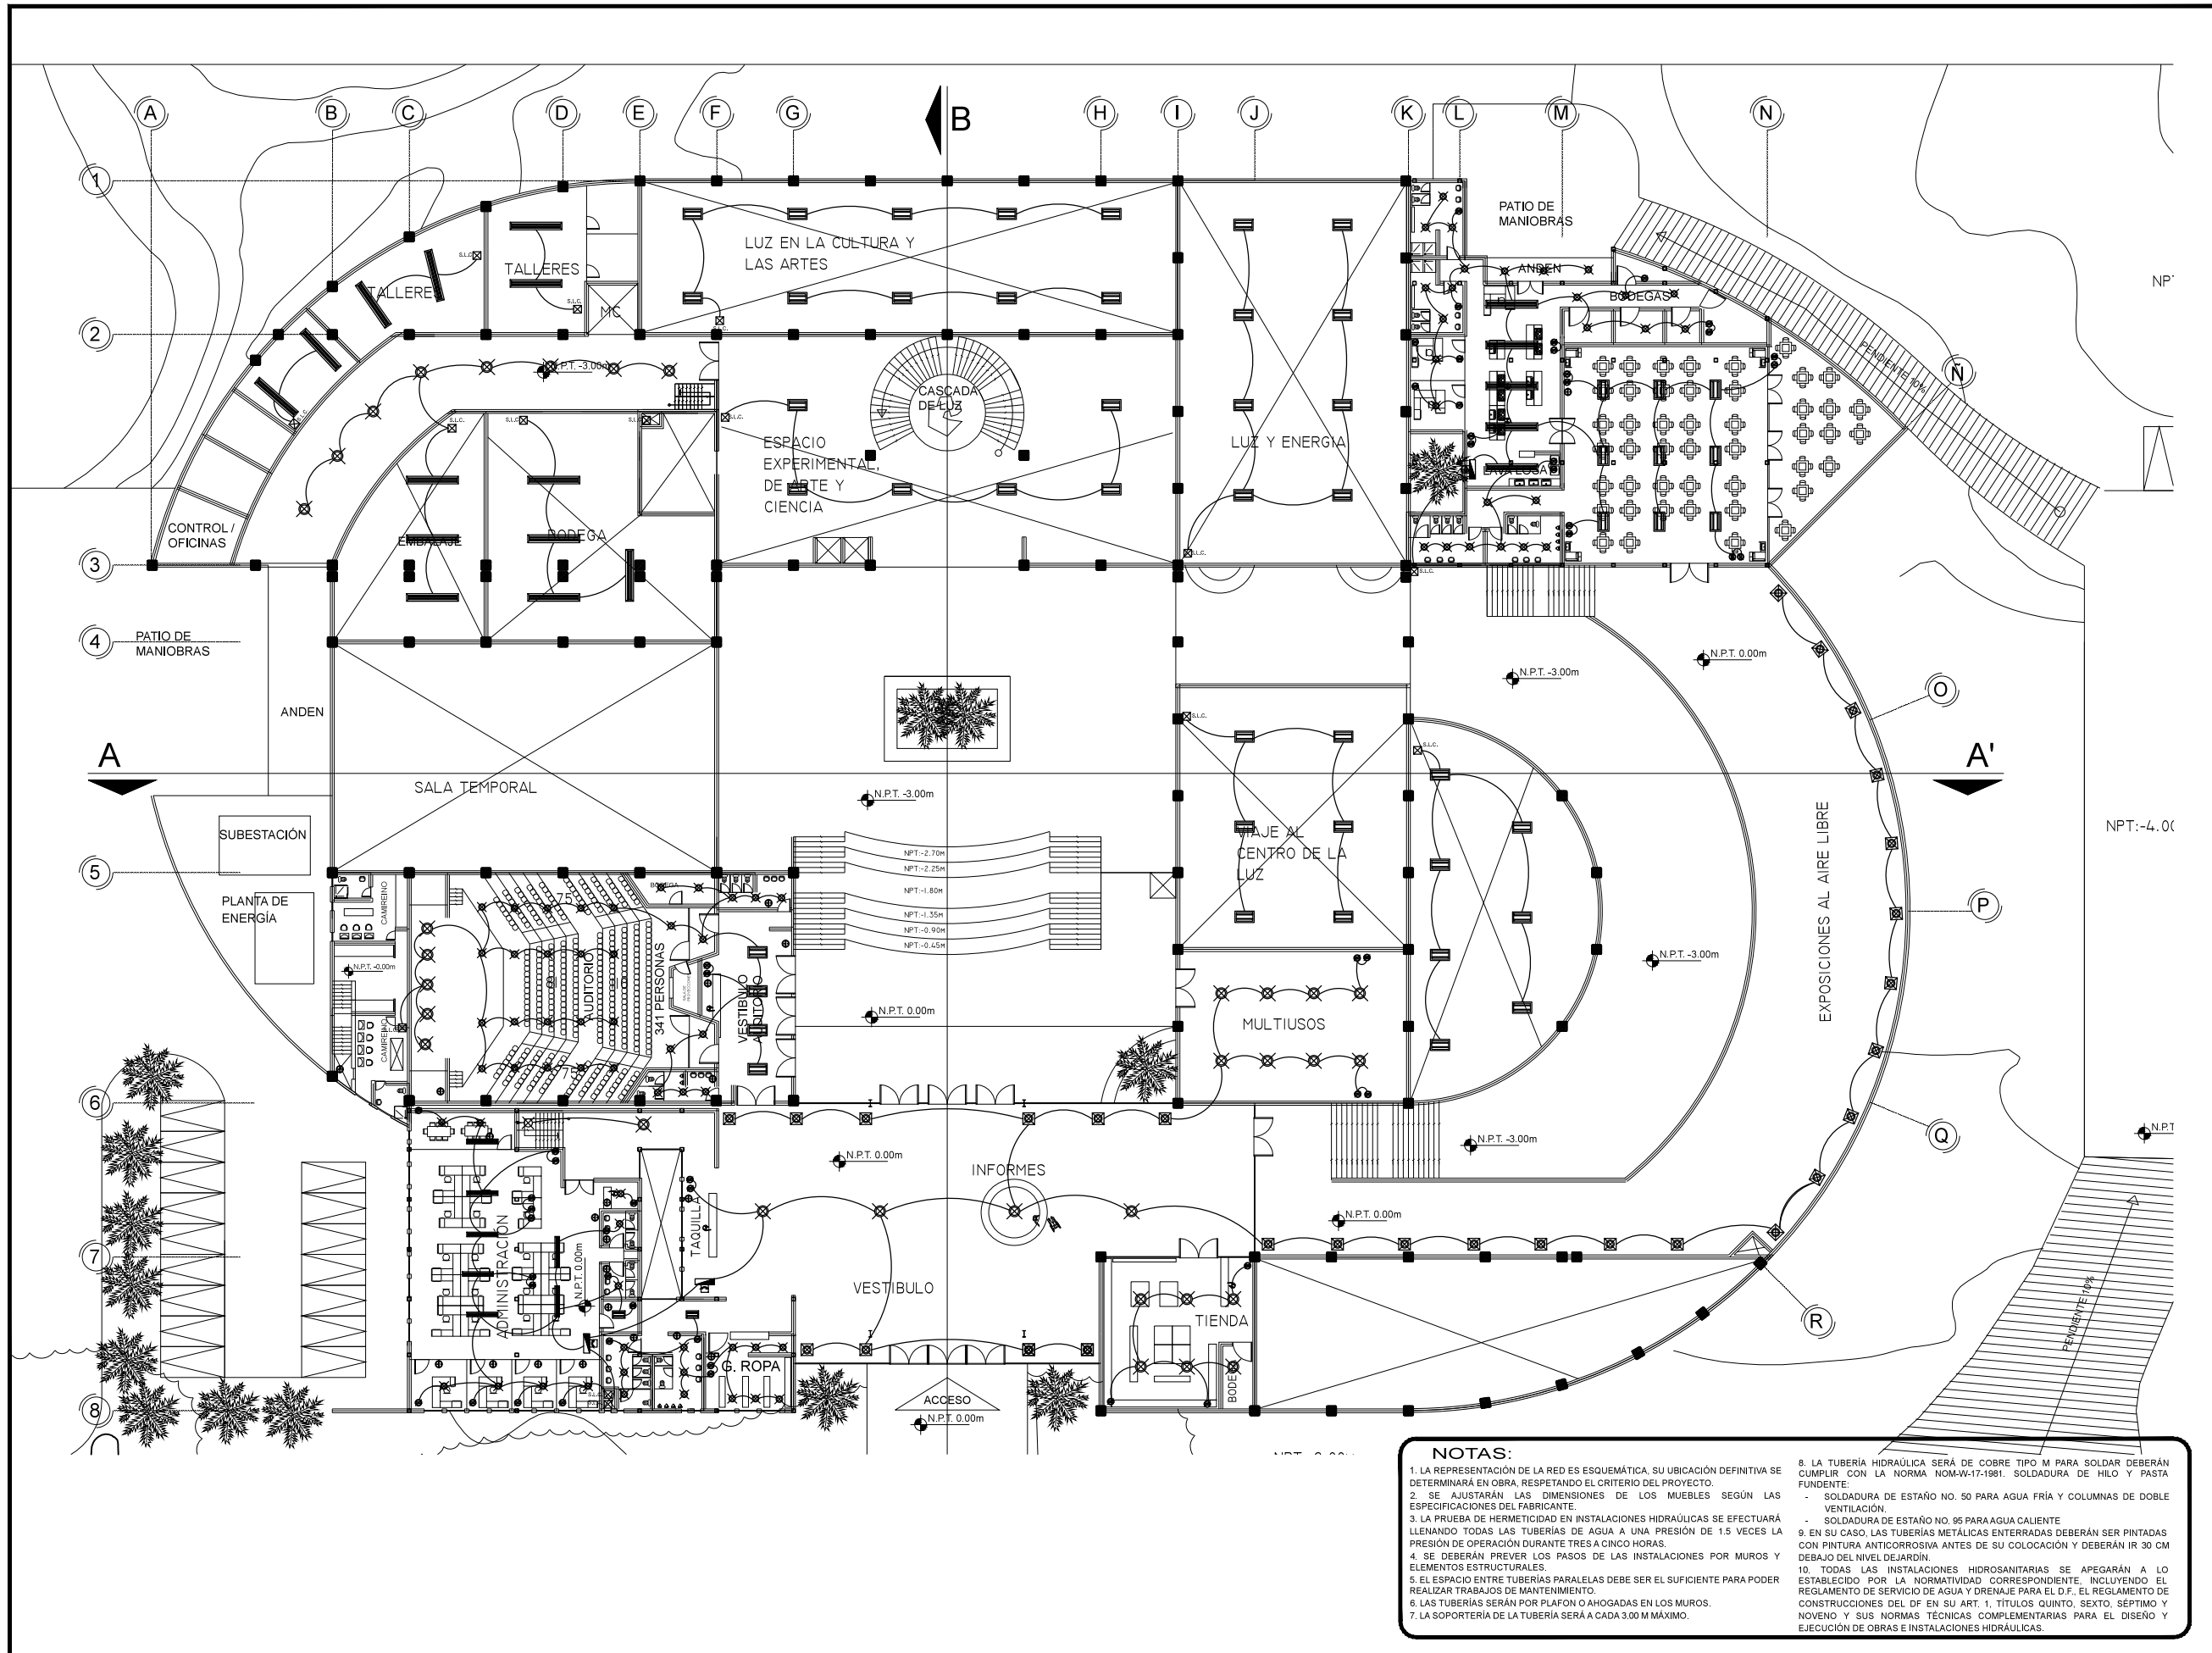 A
B
C
D
E
F
G
B
H
I
J
K
L
M
N
1
PATIO DE
MANIOBRAS
LUZ EN LA CULTURA Y
LAS ARTES
S.L.C.
TALLERES
ANDEN
TALLERES
BODEGAS
S.L.C.
MC
2
S.L.C.
PENDIENTE 10%
N.P.T. -3.00m
Ñ
CASCADA
DE LUZ
S.L.C.
S.L.C.
S.L.C.
S.L.C.
S.L.C.
ESPACIO
EXPERIMENTAL,
DE ARTE Y
CIENCIA
LUZ Y ENERGIA
LAVA LOSA
CONTROL /
OFICINAS
EMBALAJE
BODEGA
S.L.C.
3
S.L.C.
4
PATIO DE
MANIOBRAS
N.P.T. 0.00m
N.P.T. -3.00m
O
ANDEN
S.L.C.
S.L.C.
A
A'
SALA TEMPORAL
N.P.T. -3.00m
SUBESTACIÓN
EXPOSICIONES AL AIRE LIBRE
NPT:-4.00
VIAJE AL
CENTRO DE LA
LUZ
5
NPT:-2.70M
NPT:-2.25M
NPT:-1.80M
NPT:-1.35M
NPT:-0.90M
NPT:-0.45M
BODEGA
PLANTA DE
ENERGÍA
CAMIREINO
75
P
AUDITORIO
341 PERSONAS
VESTIBULO
AUDITORIO
N.P.T. -0.00m
N.P.T. -3.00m
N.P.T. 0.00m
MULTIUSOS
CAMIREINO
S.L.C.
75
6
N.P.T. -3.00m
Q
N.P.T
N.P.T. 0.00m
INFORMES
TAQUILLA
N.P.T. 0.00m
7
ADMINISTRACIÓN
N.P.T. 0.00m
VESTIBULO
TIENDA
R
PENDIENTE 10%
G. ROPA
S.L.C.
BODEGA
8
ACCESO
N.P.T. 0.00m
NOTAS:
1. LA REPRESENTACIÓN DE LA RED ES ESQUEMÁTICA, SU UBICACIÓN DEFINITIVA SE
DETERMINARÁ EN OBRA, RESPETANDO EL CRITERIO DEL PROYECTO.
2. SE AJUSTARÁN LAS DIMENSIONES DE LOS MUEBLES SEGÚN LAS
ESPECIFICACIONES DEL FABRICANTE.
3. LA PRUEBA DE HERMETICIDAD EN INSTALACIONES HIDRAÚLICAS SE EFECTUARÁ
LLENANDO TODAS LAS TUBERÍAS DE AGUA A UNA PRESIÓN DE 1.5 VECES LA
PRESIÓN DE OPERACIÓN DURANTE TRES A CINCO HORAS.
4. SE DEBERÁN PREVER LOS PASOS DE LAS INSTALACIONES POR MUROS Y
ELEMENTOS ESTRUCTURALES.
5. EL ESPACIO ENTRE TUBERÍAS PARALELAS DEBE SER EL SUFICIENTE PARA PODER
REALIZAR TRABAJOS DE MANTENIMIENTO.
6. LAS TUBERÍAS SERÁN POR PLAFON O AHOGADAS EN LOS MUROS.
7. LA SOPORTERÍA DE LA TUBERÍA SERÁ A CADA 3.00 M MÁXIMO.
8. LA TUBERÍA HIDRAÚLICA SERÁ DE COBRE TIPO M PARA SOLDAR DEBERÁN
CUMPLIR CON LA NORMA NOM-W-17-1981. SOLDADURA DE HILO Y PASTA
FUNDENTE:
- SOLDADURA DE ESTAÑO NO. 50 PARA AGUA FRÍA Y COLUMNAS DE DOBLE
VENTILACIÓN.
- SOLDADURA DE ESTAÑO NO. 95 PARA AGUA CALIENTE
9. EN SU CASO, LAS TUBERÍAS METÁLICAS ENTERRADAS DEBERÁN SER PINTADAS
CON PINTURA ANTICORROSIVA ANTES DE SU COLOCACIÓN Y DEBERÁN IR 30 CM
DEBAJO DEL NIVEL DEJARDÍN.
10. TODAS LAS INSTALACIONES HIDROSANITARIAS SE APEGARÁN A LO
ESTABLECIDO POR LA NORMATIVIDAD CORRESPONDIENTE, INCLUYENDO EL
REGLAMENTO DE SERVICIO DE AGUA Y DRENAJE PARA EL D.F., EL REGLAMENTO DE
CONSTRUCCIONES DEL DF EN SU ART. 1, TÍTULOS QUINTO, SEXTO, SÉPTIMO Y
NOVENO Y SUS NORMAS TÉCNICAS COMPLEMENTARIAS PARA EL DISEÑO Y
EJECUCIÓN DE OBRAS E INSTALACIONES HIDRÁULICAS.